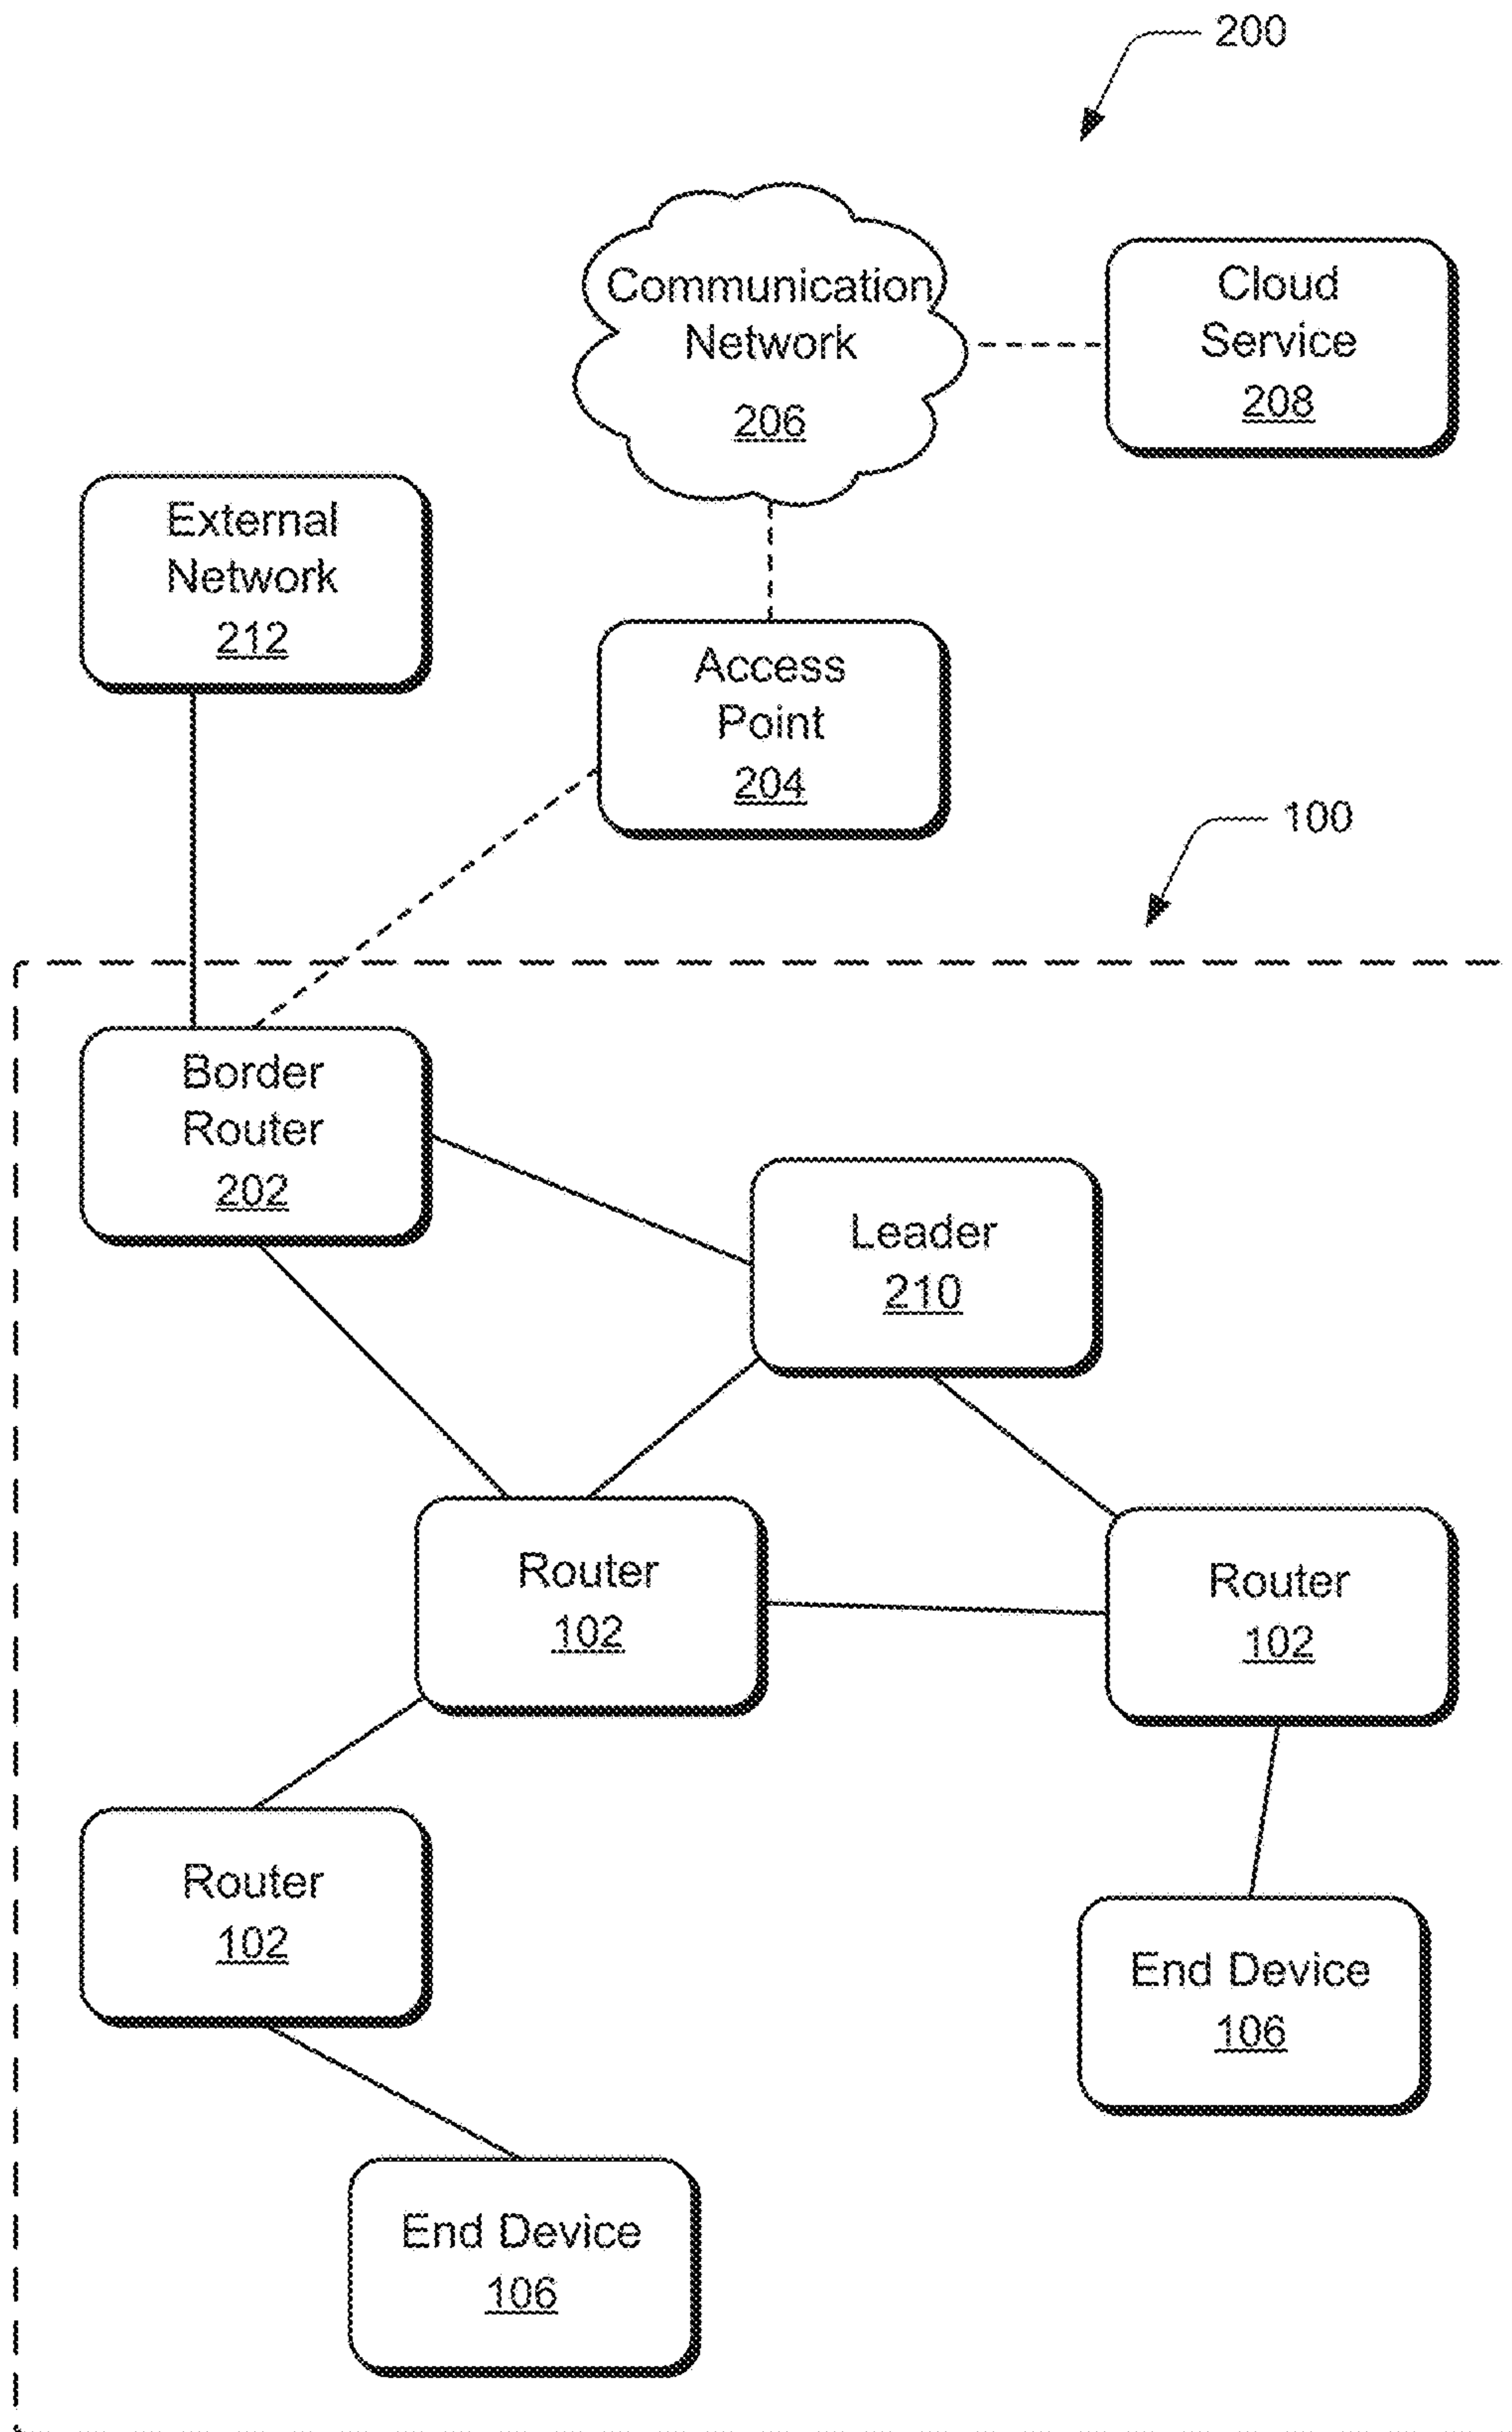 200
Communication
Network
206
Cloud
Service
208
External
Network
212
Access
Point
204
100
Border
Router
202
Leader
210
Router
102
Router
102
Router
102
End Device
106
End Device
106